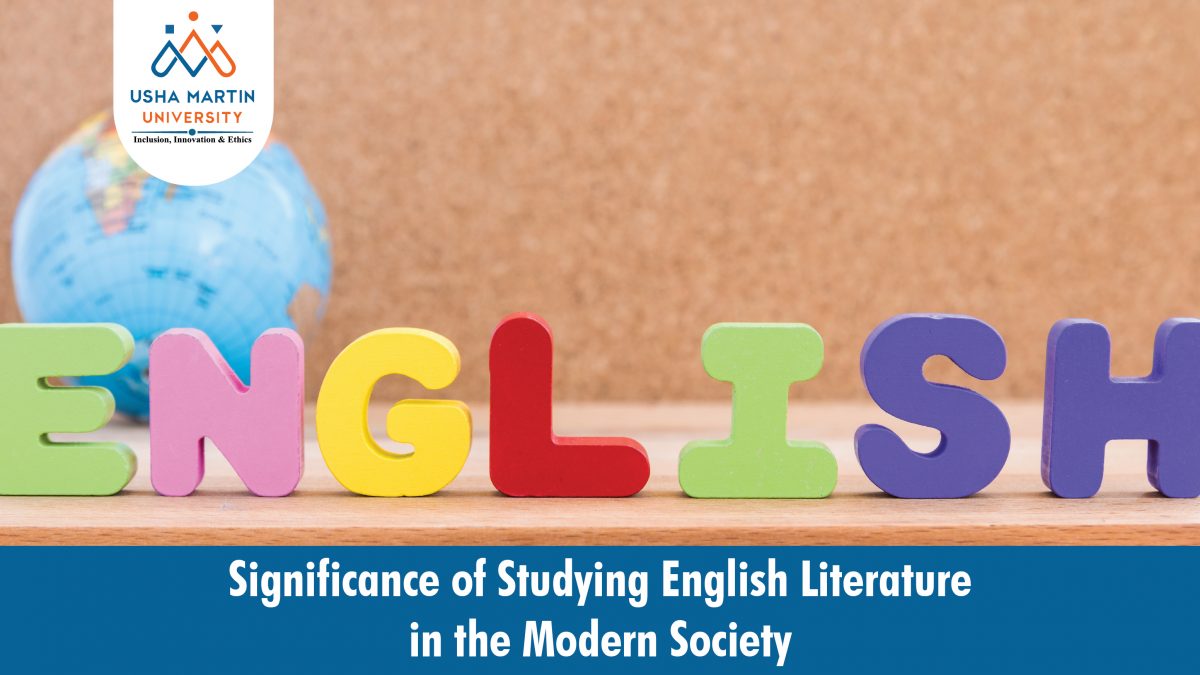 USHA MARTIN
UNIVERSITY
Inclusion, Innovation & Ethics
ENGLISH
Significance of Studying English Literature
in the Modern Society